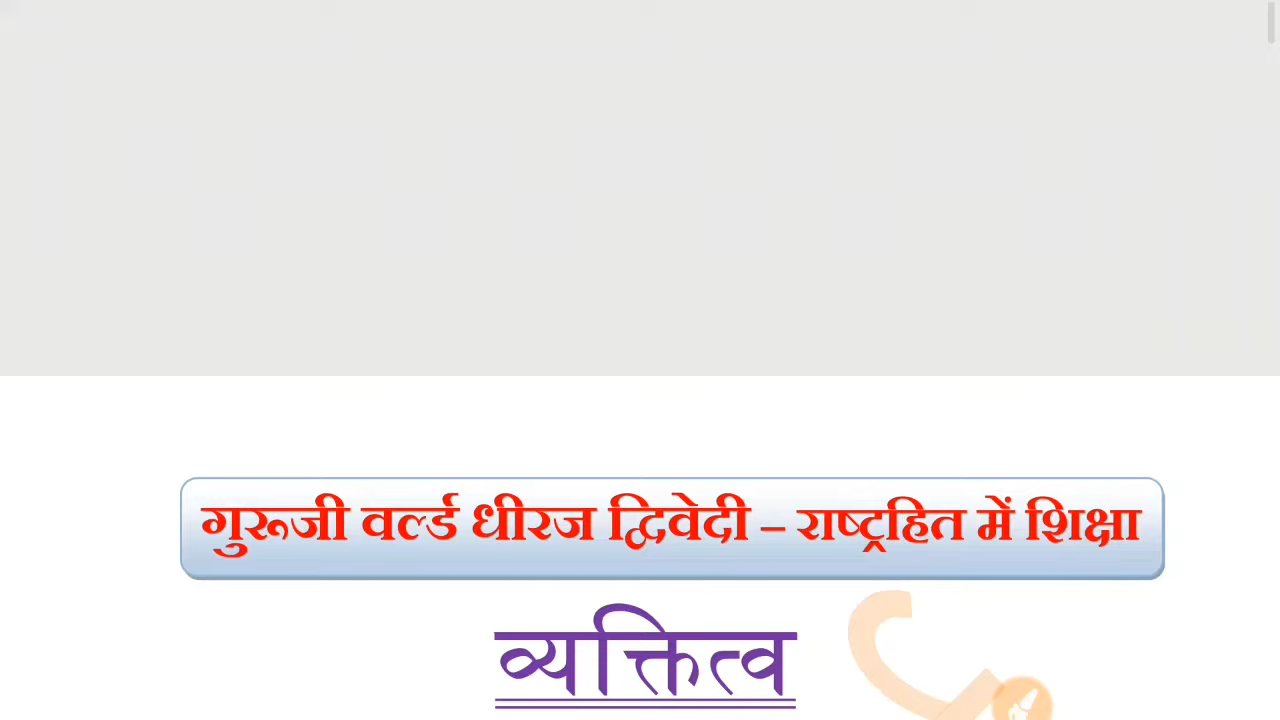 गुरूजी वर्ल्ड धीरज द्विवेदी – राष्ट्रहित में शिक्षा
व्यक्तित्व